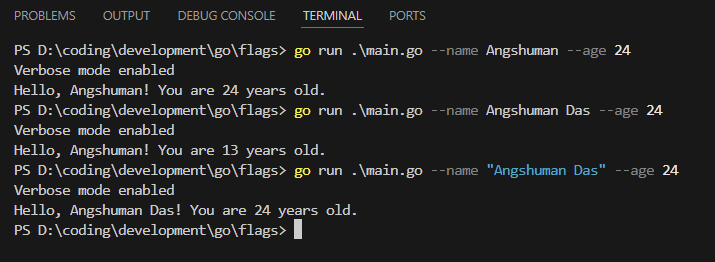 PROBLEMS OUTPUT DEBUG CONSOLE TERMINAL PORTS
PS D:\coding\development\go\flags> go run .\main.go --name Angshuman --age 24
Verbose mode enabled
Hello, Angshuman! You are 24 years old.
PS D:\coding\development\go\flags> go run .\main.go --name Angshuman Das --age 24
Verbose mode enabled
Hello, Angshuman! You are 13 years old.
PS D:\coding\development\go\flags> go run .\main.go --name "Angshuman Das" --age 24
Verbose mode enabled
Hello, Angshuman Das! You are 24 years old.
PS D:\coding\development\go\flags>